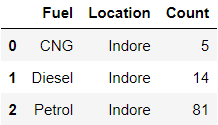 Fuel Location Count
0 CNG Indore 5
1 Diesel Indore 14
2 Petrol Indore 81